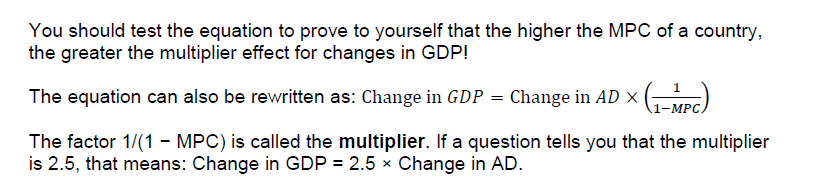 You should test the equation to prove to yourself that the higher the MPC of a country,
the greater the multiplier effect for changes in GDP!
The equation can also be rewritten as: Change in GDP = Change in AD × (1/(1−MPC))
The factor 1/(1 − MPC) is called the multiplier. If a question tells you that the multiplier
is 2.5, that means: Change in GDP = 2.5 × Change in AD.